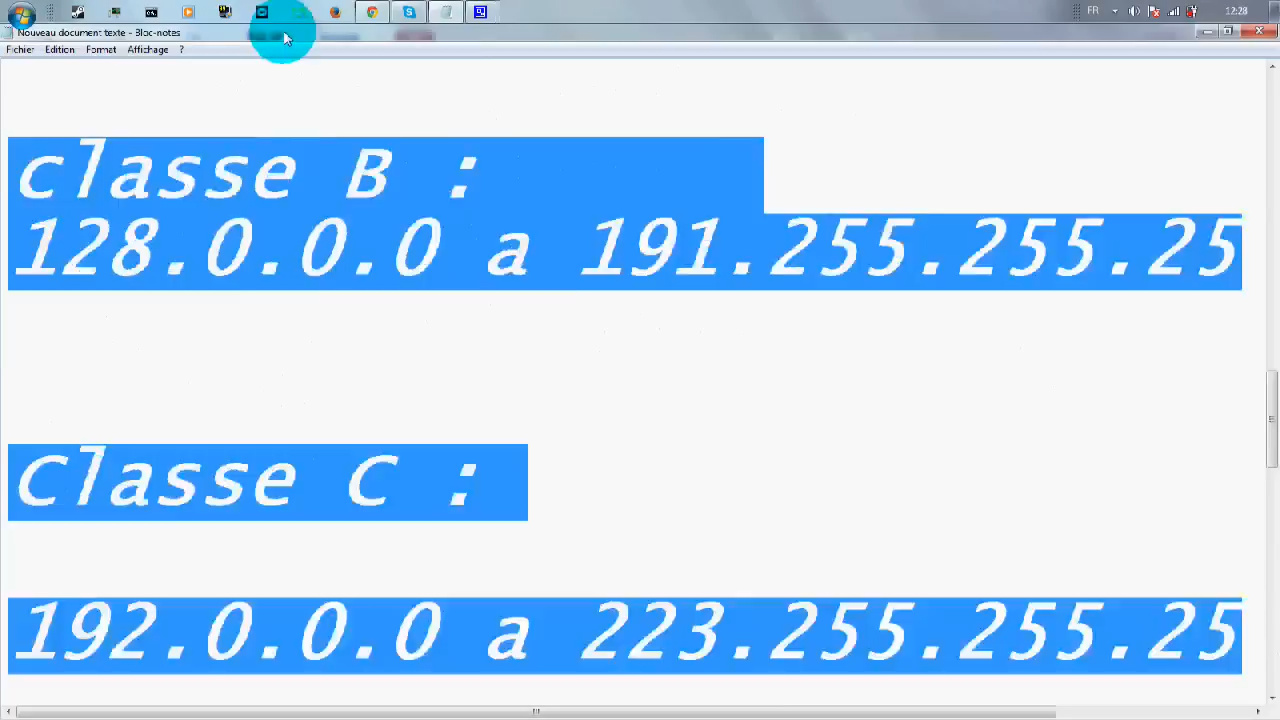 FR
12:28
Nouveau document texte - Bloc-notes
Fichier Edition Format Affichage ?
classe B :
128.0.0.0 a 191.255.255.25
Classe C :
192.0.0.0 a 223.255.255.25